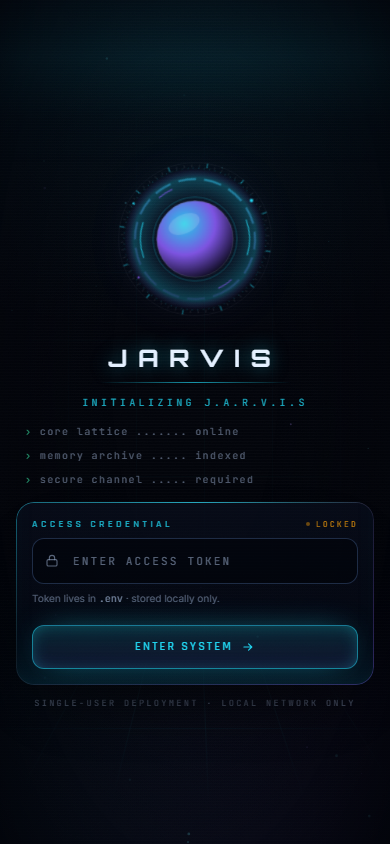 JARVIS
INITIALIZING J.A.R.V.I.S
› core lattice ....... online
› memory archive ..... indexed
› secure channel ..... required
ACCESS CREDENTIAL LOCKED
ENTER ACCESS TOKEN
Token lives in .env · stored locally only.
ENTER SYSTEM →
SINGLE-USER DEPLOYMENT · LOCAL NETWORK ONLY